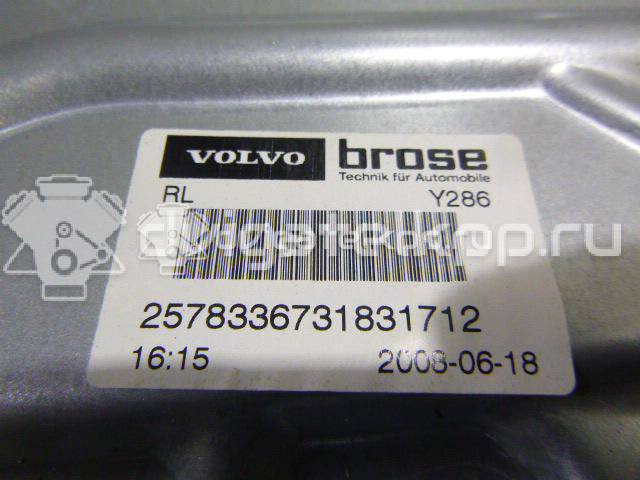 VOLVO brose
Technik für Automobile
RL Y286
2578336731831712
16:15 2008-06-18